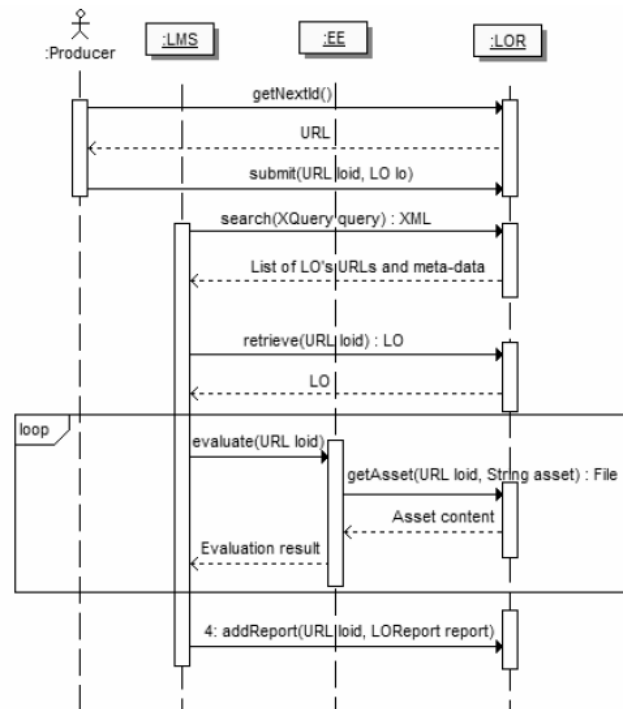 :Producer
:LMS
:EE
:LOR
getNextId()
URL
submit(URL loid, LO lo)
search(XQuery query) : XML
List of LO's URLs and meta-data
retrieve(URL loid) : LO
LO
loop
evaluate(URL loid)
getAsset(URL loid, String asset) : File
Asset content
Evaluation result
4: addReport(URL loid, LOReport report)